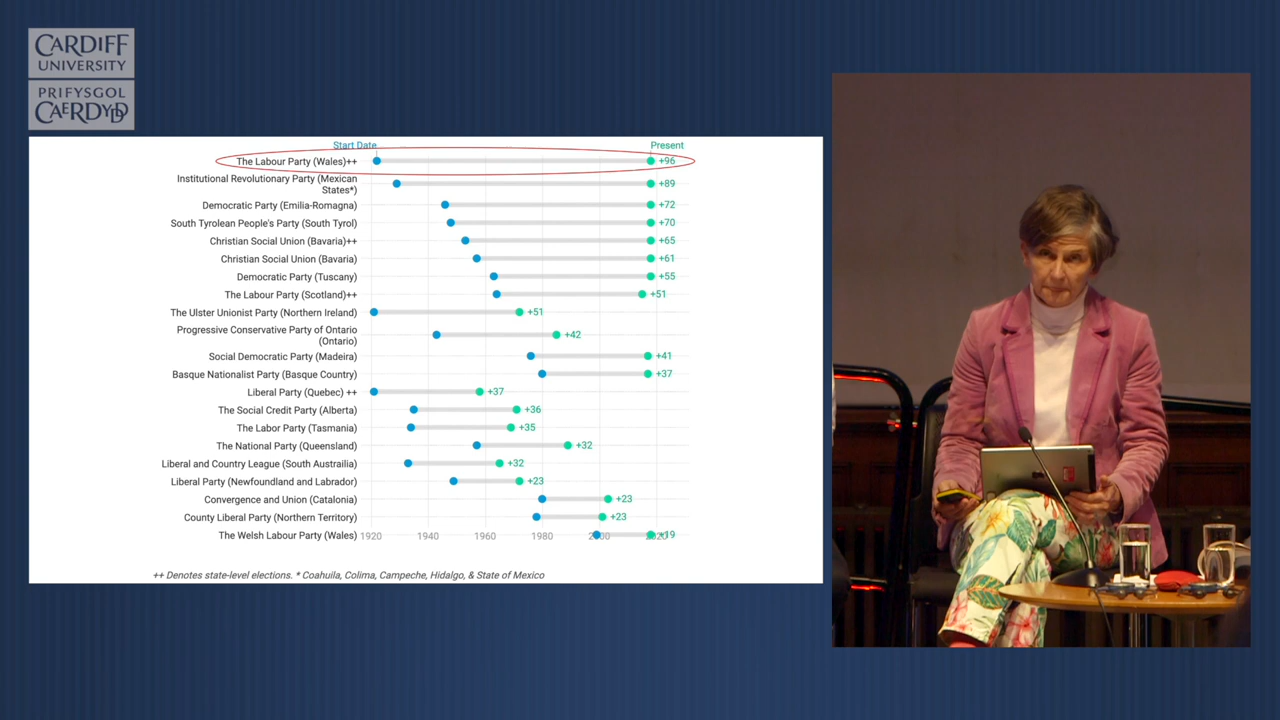 CARDIFF
UNIVERSITY
PRIFYSGOL
CAERDYDD
Start Date
Present
The Labour Party (Wales)++
+96
Institutional Revolutionary Party (Mexican
States*)
+89
Democratic Party (Emilia-Romagna)
+72
South Tyrolean People's Party (South Tyrol)
+70
Christian Social Union (Bavaria)++
+65
Christian Social Union (Bavaria)
+61
Democratic Party (Tuscany)
+55
The Labour Party (Scotland)++
+51
The Ulster Unionist Party (Northern Ireland)
+51
Progressive Conservative Party of Ontario
(Ontario)
+42
Social Democratic Party (Madeira)
+41
Basque Nationalist Party (Basque Country)
+37
Liberal Party (Quebec) ++
+37
The Social Credit Party (Alberta)
+36
The Labor Party (Tasmania)
+35
The National Party (Queensland)
+32
Liberal and Country League (South Austrailia)
+32
Liberal Party (Newfoundland and Labrador)
+23
Convergence and Union (Catalonia)
+23
County Liberal Party (Northern Territory)
+23
The Welsh Labour Party (Wales)
1920 1940 1960 1980 2000 2020
+19
++ Denotes state-level elections. * Coahuila, Colima, Campeche, Hidalgo, & State of Mexico